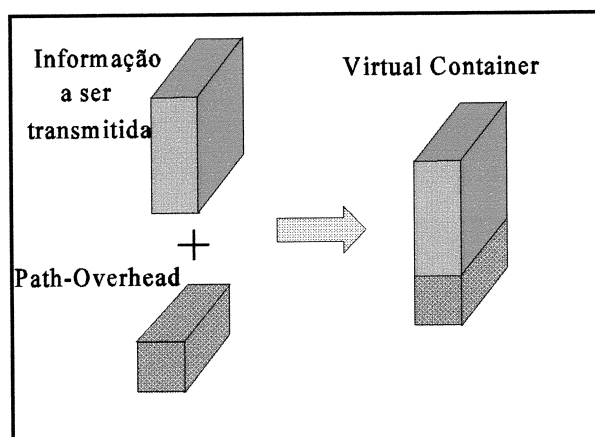 Informação
a ser
transmitida
Virtual Container
+
Path-Overhead